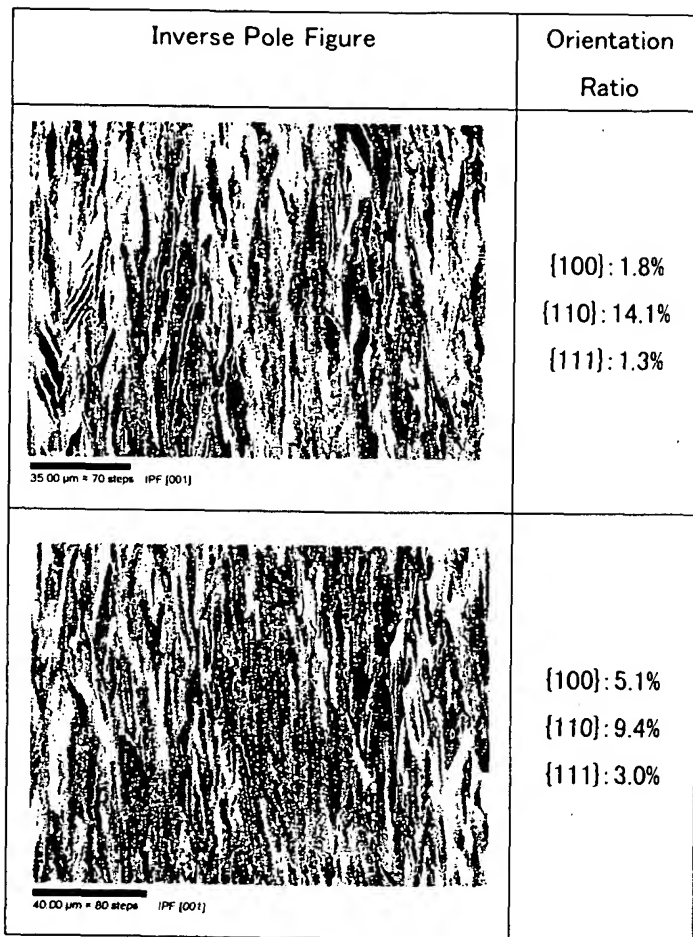 Inverse Pole Figure
Orientation
Ratio
{100}: 1.8%
{110}: 14.1%
{111}: 1.3%
35.00 µm = 70 steps IPF [001]
{100}: 5.1%
{110}: 9.4%
{111}: 3.0%
40.00 µm = 80 steps IPF [001]